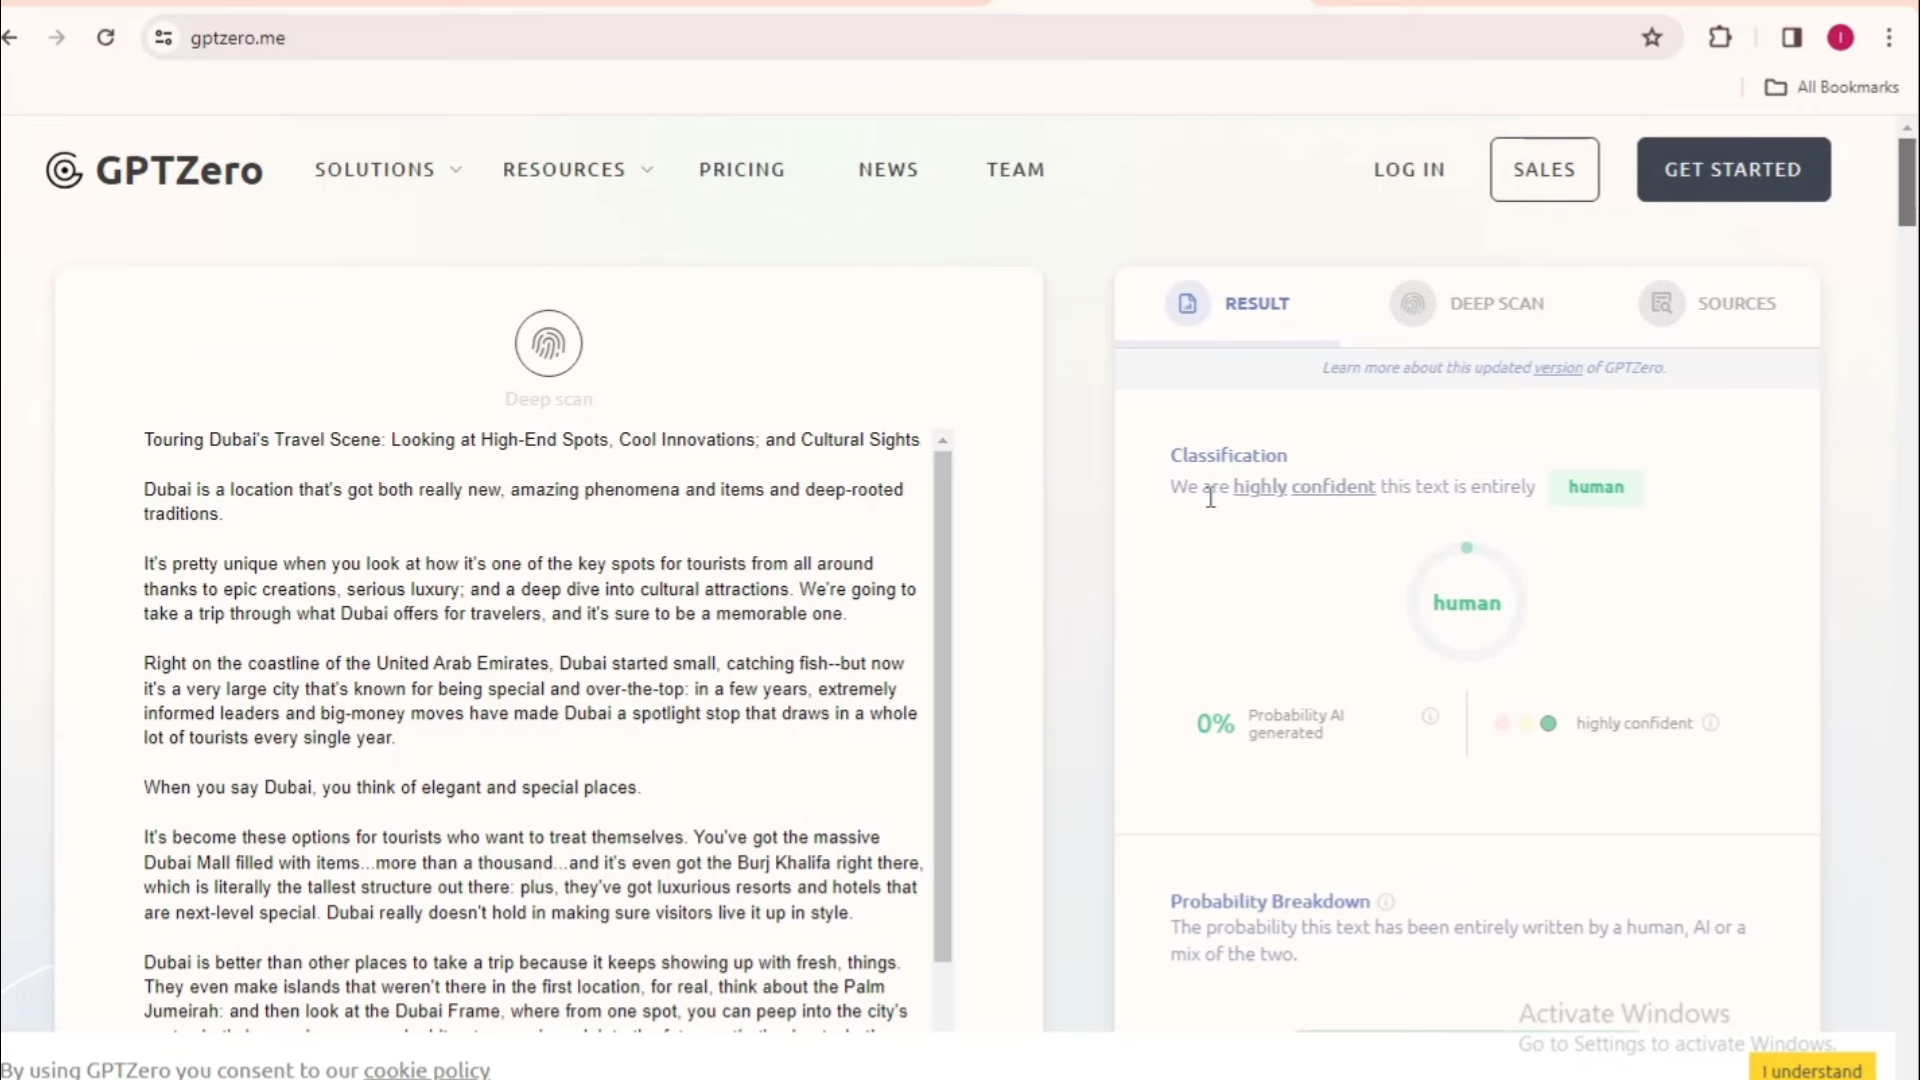 gptzero.me
All Bookmarks
GPTZero
SOLUTIONS
RESOURCES
PRICING
NEWS
TEAM
LOG IN
SALES
GET STARTED
Deep scan
Touring Dubai's Travel Scene: Looking at High-End Spots, Cool Innovations; and Cultural Sights
Dubai is a location that's got both really new, amazing phenomena and items and deep-rooted
traditions.
It's pretty unique when you look at how it's one of the key spots for tourists from all around
thanks to epic creations, serious luxury; and a deep dive into cultural attractions. We're going to
take a trip through what Dubai offers for travelers, and it's sure to be a memorable one.
Right on the coastline of the United Arab Emirates, Dubai started small, catching fish--but now
it's a very large city that's known for being special and over-the-top: in a few years, extremely
informed leaders and big-money moves have made Dubai a spotlight stop that draws in a whole
lot of tourists every single year.
When you say Dubai, you think of elegant and special places.
It's become these options for tourists who want to treat themselves. You've got the massive
Dubai Mall filled with items...more than a thousand...and it's even got the Burj Khalifa right there,
which is literally the tallest structure out there: plus, they've got luxurious resorts and hotels that
are next-level special. Dubai really doesn't hold in making sure visitors live it up in style.
Dubai is better than other places to take a trip because it keeps showing up with fresh, things.
They even make islands that weren't there in the first location, for real, think about the Palm
Jumeirah: and then look at the Dubai Frame, where from one spot, you can peep into the city's
RESULT
DEEP SCAN
SOURCES
Learn more about this updated version of GPTZero.
Classification
We are highly confident this text is entirely human
human
0% Probability AI
generated
highly confident
Probability Breakdown
The probability this text has been entirely written by a human, AI or a
mix of the two.
Activate Windows
Go to Settings to activate Windows.
By using GPTZero you consent to our cookie policy
I understand